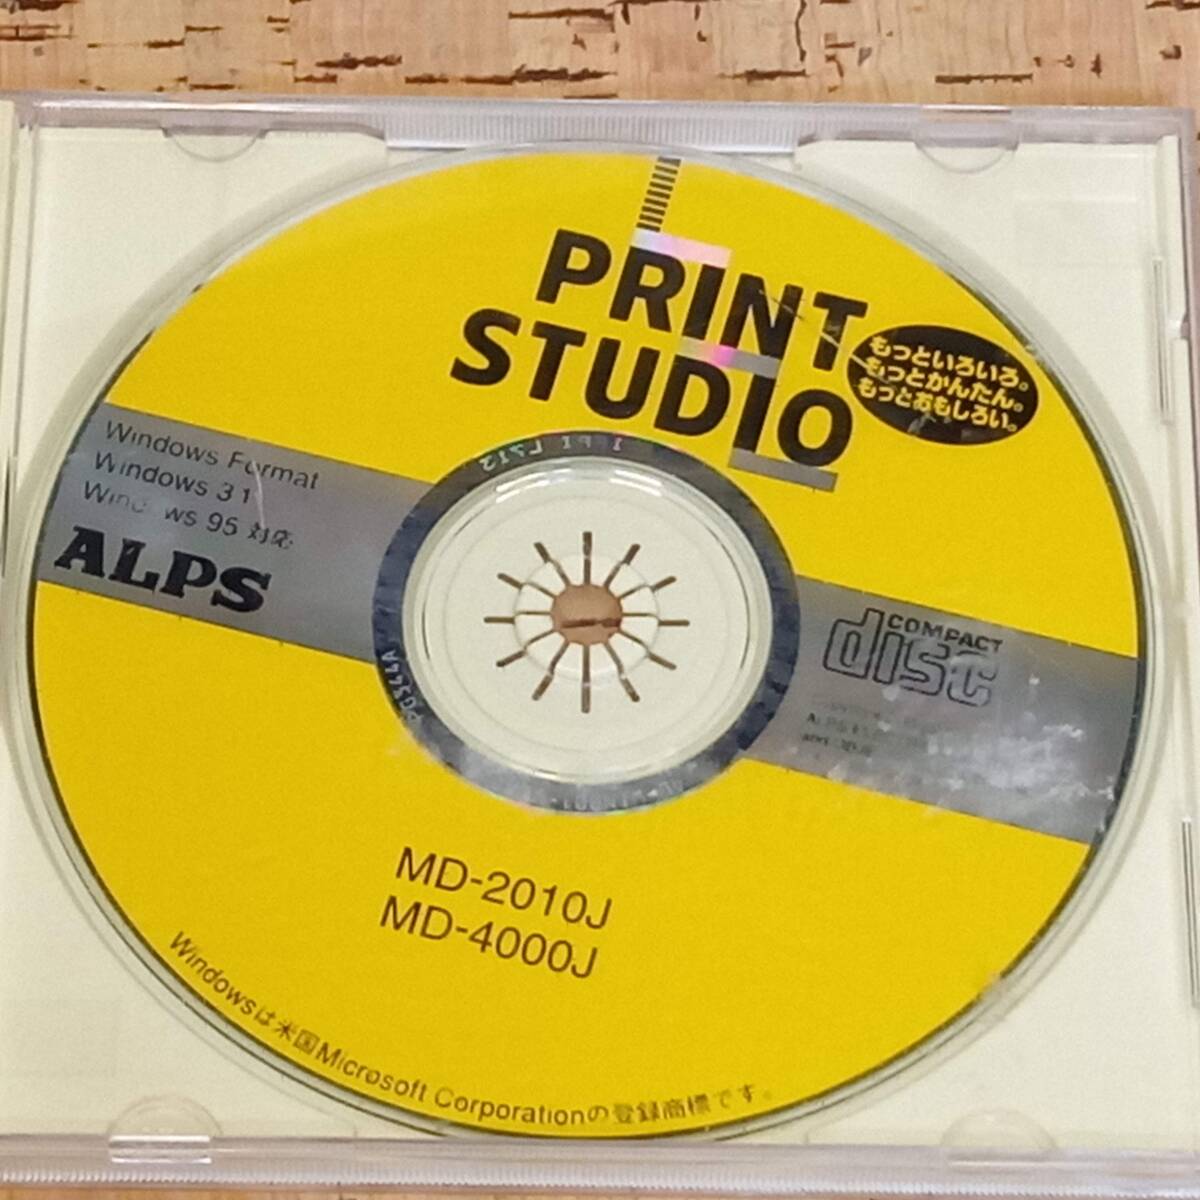 PRINT
STUDIO
もっといろいろ。
もっとかんたん。
もっとおもしろい。
Windows Format
Windows 3.1
Windows 95 対応
ALPS
COMPACT
disc
P0344A
MD-2010J
MD-4000J
Windowsは米国Microsoft Corporationの登録商標です。